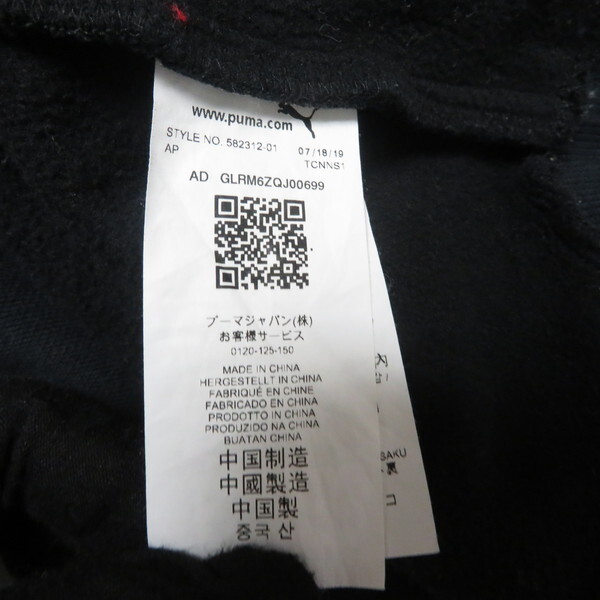 www.puma.com
STYLE NO. 582312-01 07/18/19
AP TCNNS1
AD GLRM6ZQJ00699
プーマジャパン(株)
お客様サービス
0120-125-150
MADE IN CHINA
HERGESTELLT IN CHINA
FABRIQUÉ EN CHINE
FABRICADO EN CHINA
PRODOTTO IN CHINA
PRODUZIDO NA CHINA
BUATAN CHINA
中国制造
中國製造
中国製
중국산
SAKU
裏
コ